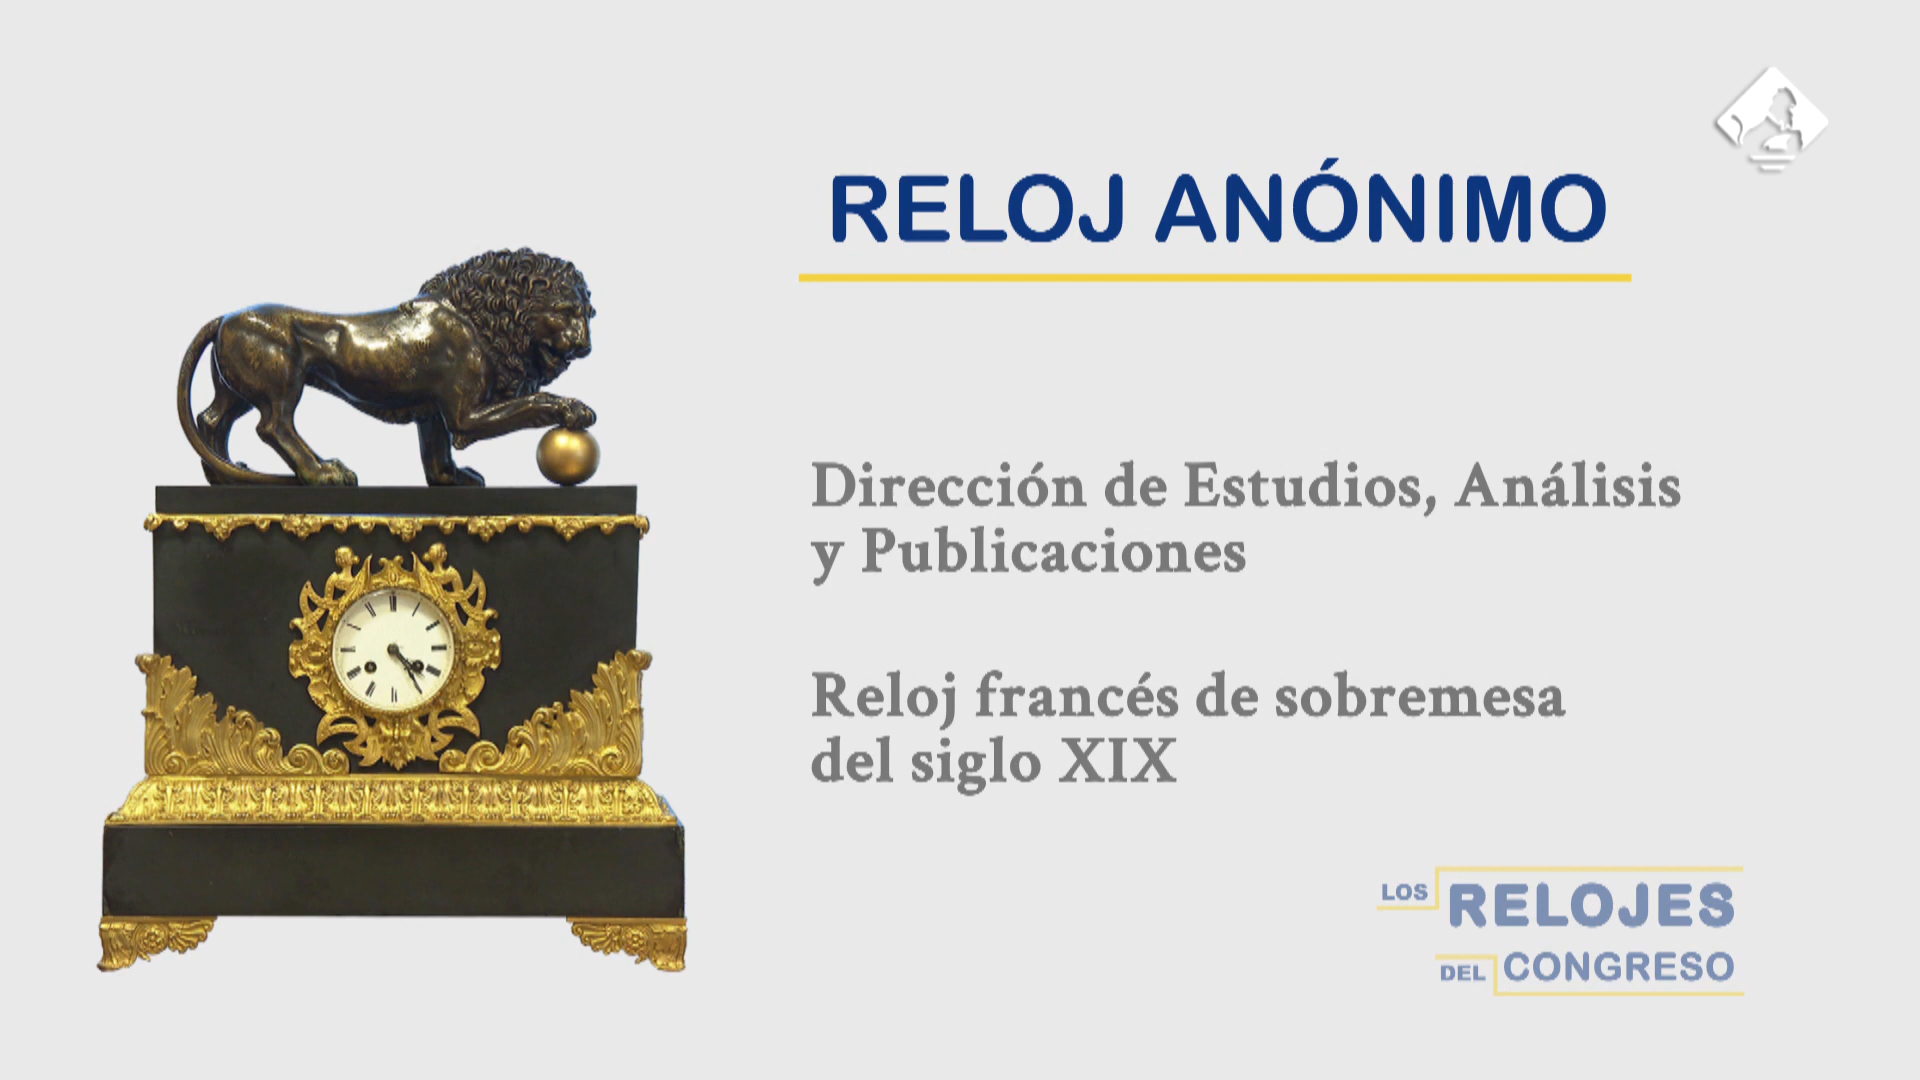 RELOJ ANÓNIMO
Dirección de Estudios, Análisis
y Publicaciones
Reloj francés de sobremesa
del siglo XIX
LOS RELOJES
DEL CONGRESO